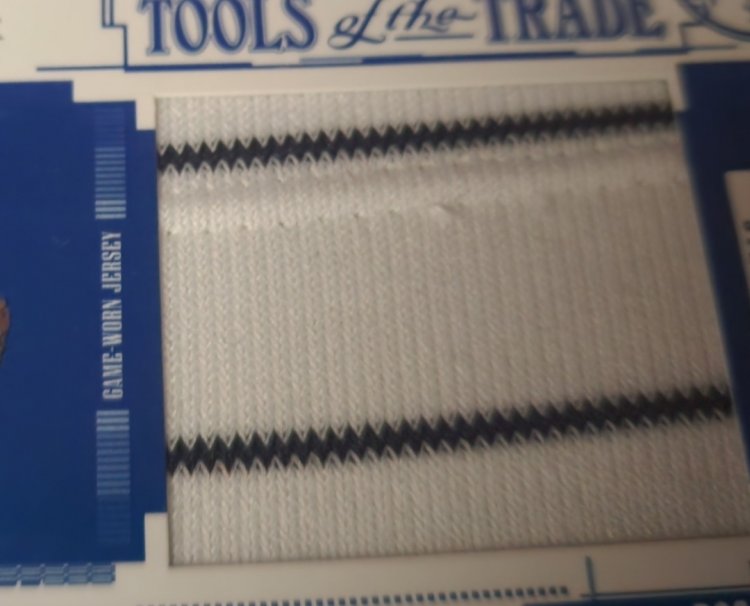 TOOLS of the TRADE
GAME-WORN JERSEY